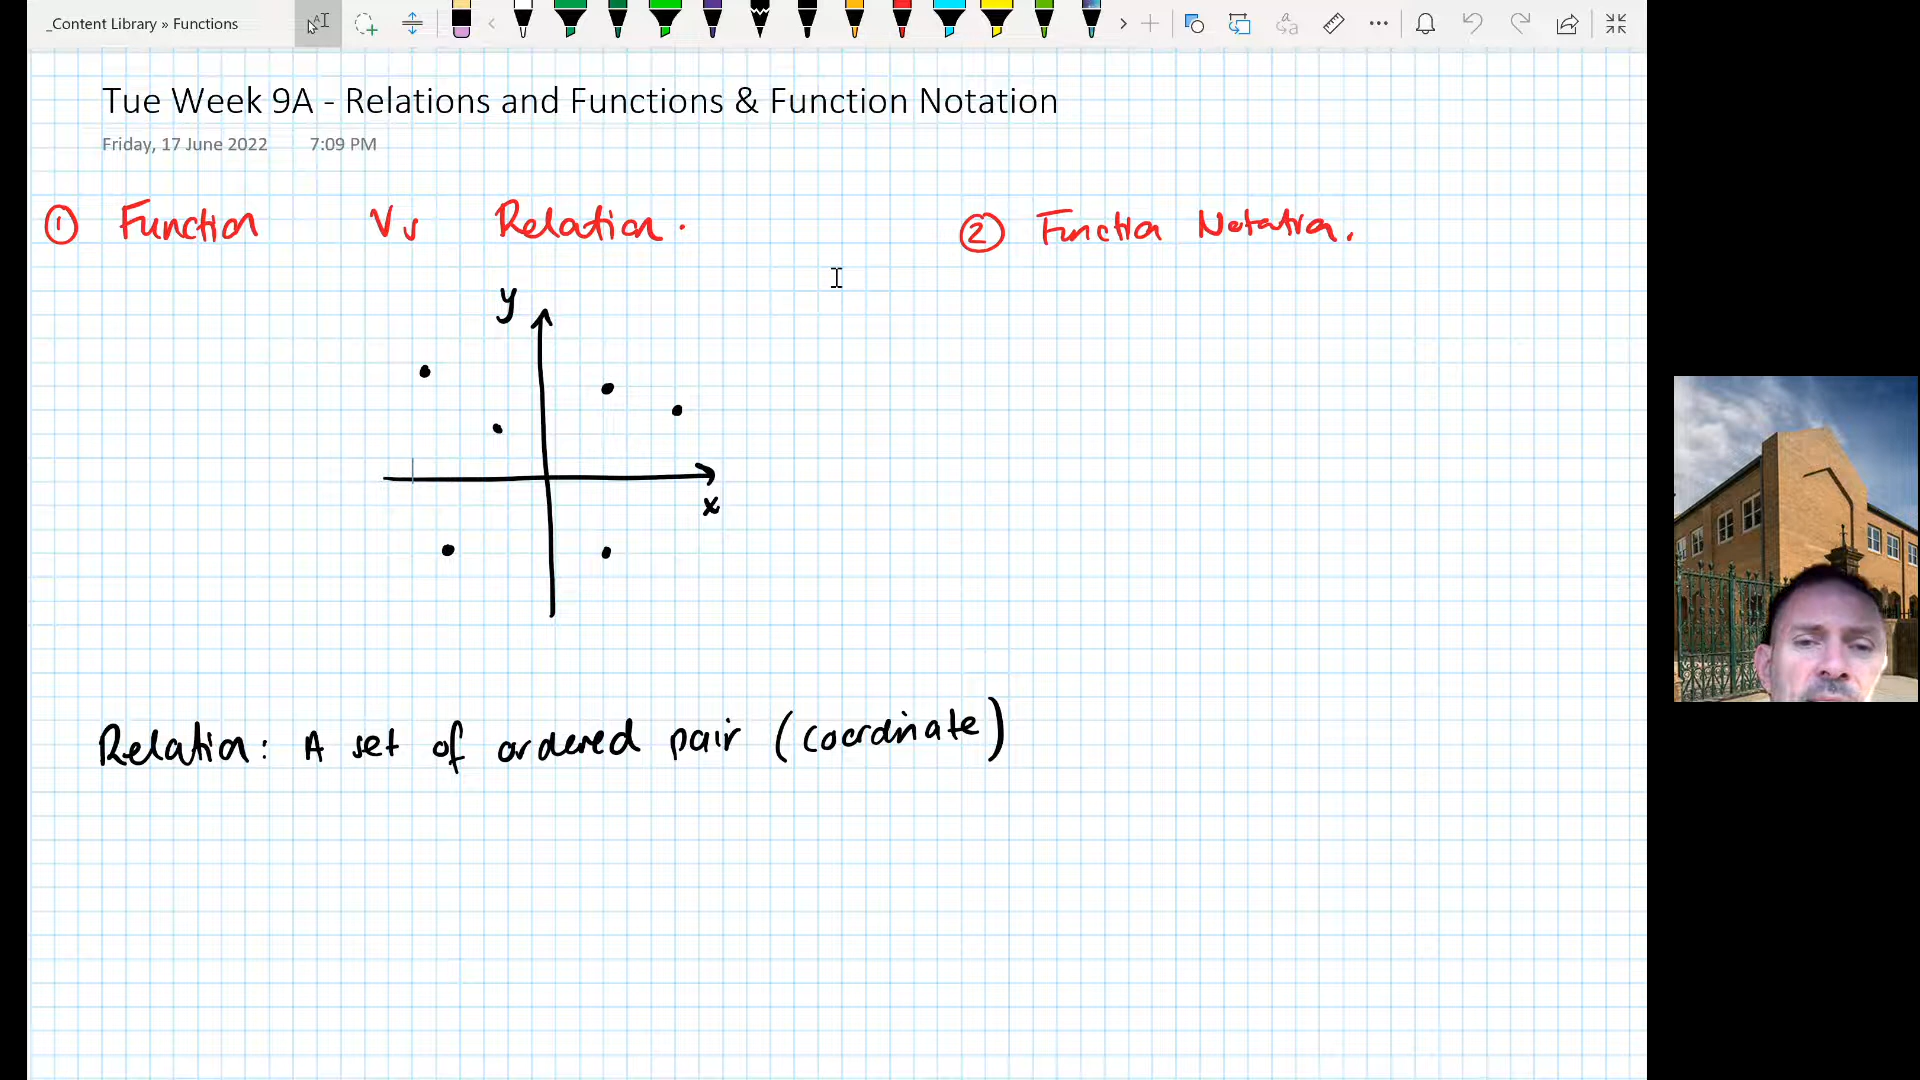 _Content Library » Functions
Tue Week 9A - Relations and Functions & Function Notation
Friday, 17 June 2022 7:09 PM
① Function Vs Relation.
② Function Notation.
y
x
Relation: A set of ordered pair (coordinate)